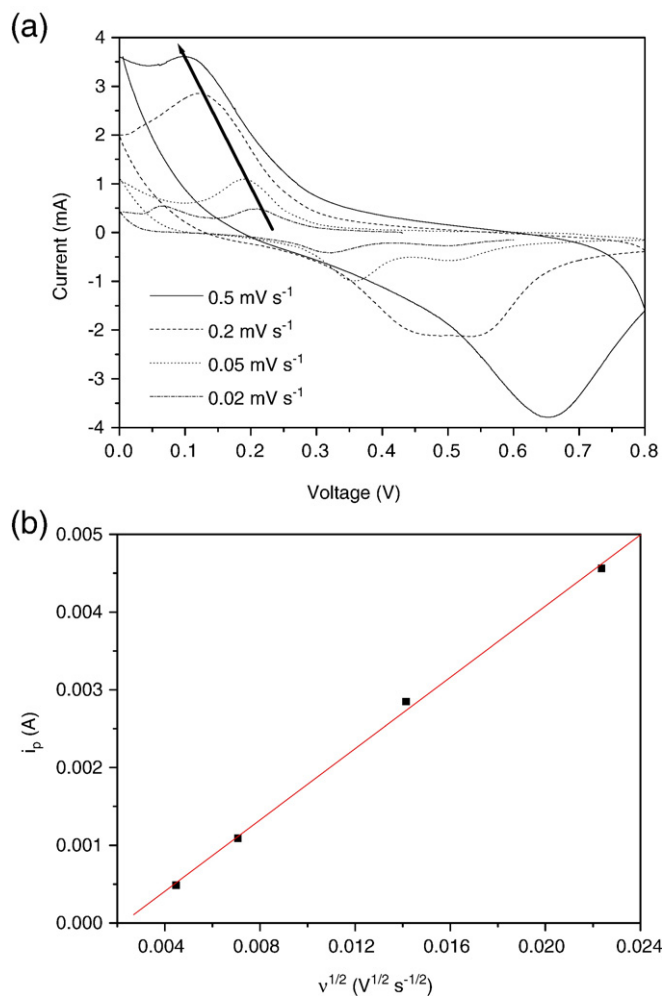 (a)
4
3
2
1
0
-1
-2
-3
-4
Current (mA)
0.5 mV s⁻¹
0.2 mV s⁻¹
0.05 mV s⁻¹
0.02 mV s⁻¹
0.0 0.1 0.2 0.3 0.4 0.5 0.6 0.7 0.8
Voltage (V)
(b)
0.005
0.004
0.003
0.002
0.001
0.000
iₚ (A)
0.004 0.008 0.012 0.016 0.020 0.024
ν¹/² (V¹/² s⁻¹/²)